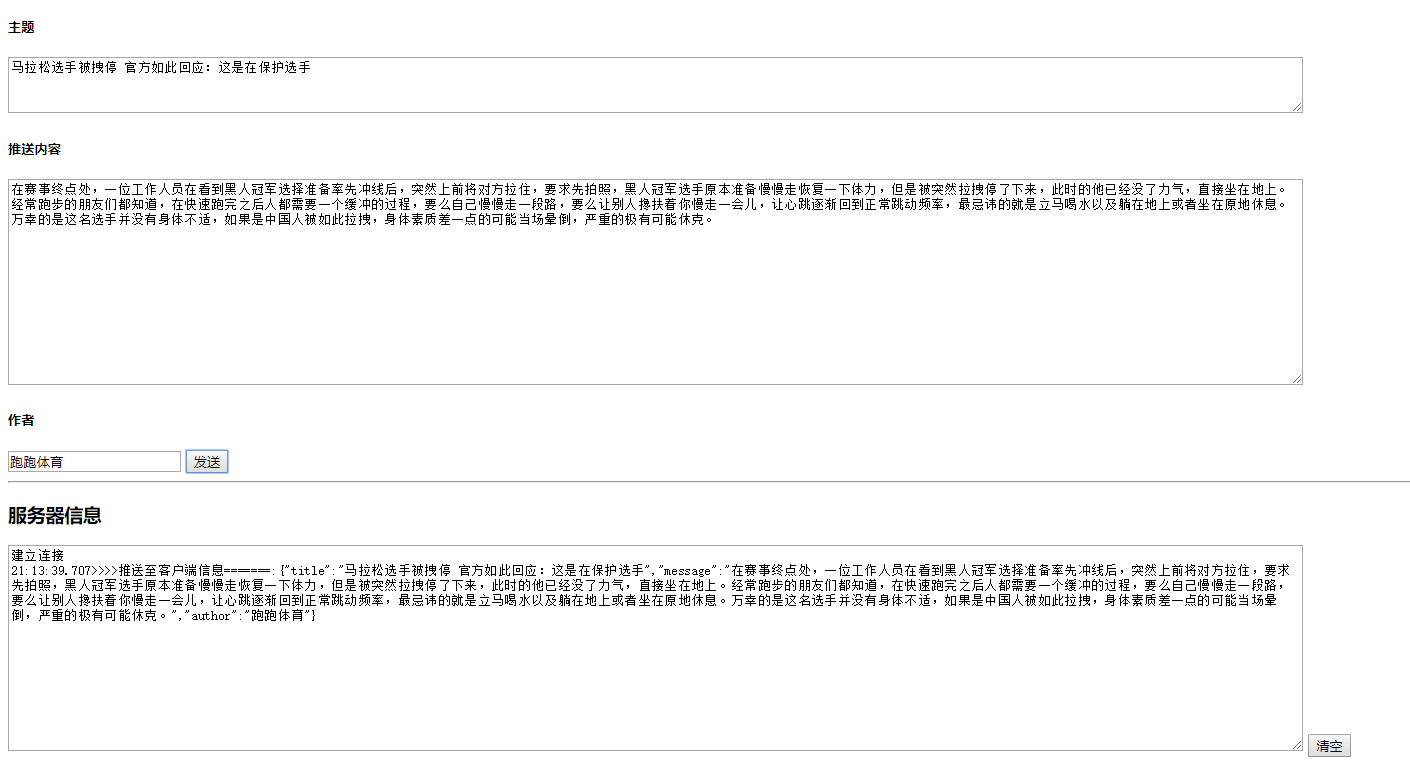 主题
马拉松选手被拽停 官方如此回应：这是在保护选手
推送内容
在赛事终点处，一位工作人员在看到黑人冠军选择准备率先冲线后，突然上前将对方拉住，要求先拍照，黑人冠军选手原本准备慢慢走恢复一下体力，但是被突然拉拽停了下来，此时的他已经没了力气，直接坐在地上。
经常跑步的朋友们都知道，在快速跑完之后人都需要一个缓冲的过程，要么自己慢慢走一段路，要么让别人搀扶着你慢走一会儿，让心跳逐渐回到正常跳动频率，最忌讳的就是立马喝水以及躺在地上或者坐在原地休息。
万幸的是这名选手并没有身体不适，如果是中国人被如此拉拽，身体素质差一点的可能当场晕倒，严重的极有可能休克。
作者
跑跑体育 发送
服务器信息
建立连接
21:13:39.707>>>>推送至客户端信息=======:{"title":"马拉松选手被拽停 官方如此回应：这是在保护选手","message":"在赛事终点处，一位工作人员在看到黑人冠军选择准备率先冲线后，突然上前将对方拉住，要求
先拍照，黑人冠军选手原本准备慢慢走恢复一下体力，但是被突然拉拽停了下来，此时的他已经没了力气，直接坐在地上。经常跑步的朋友们都知道，在快速跑完之后人都需要一个缓冲的过程，要么自己慢慢走一段路，
要么让别人搀扶着你慢走一会儿，让心跳逐渐回到正常跳动频率，最忌讳的就是立马喝水以及躺在地上或者坐在原地休息。万幸的是这名选手并没有身体不适，如果是中国人被如此拉拽，身体素质差一点的可能当场晕
倒，严重的极有可能休克。","author":"跑跑体育"}
清空